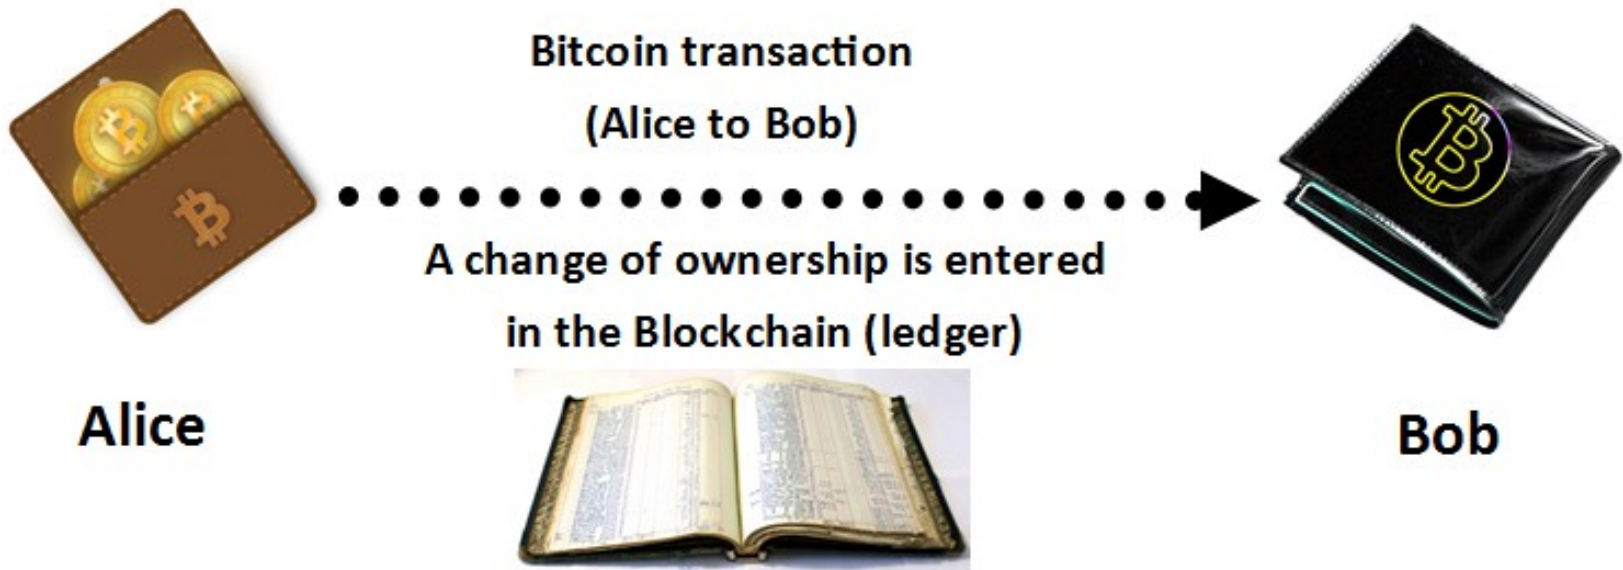 Bitcoin transaction
(Alice to Bob)
A change of ownership is entered
in the Blockchain (ledger)
Alice
Bob